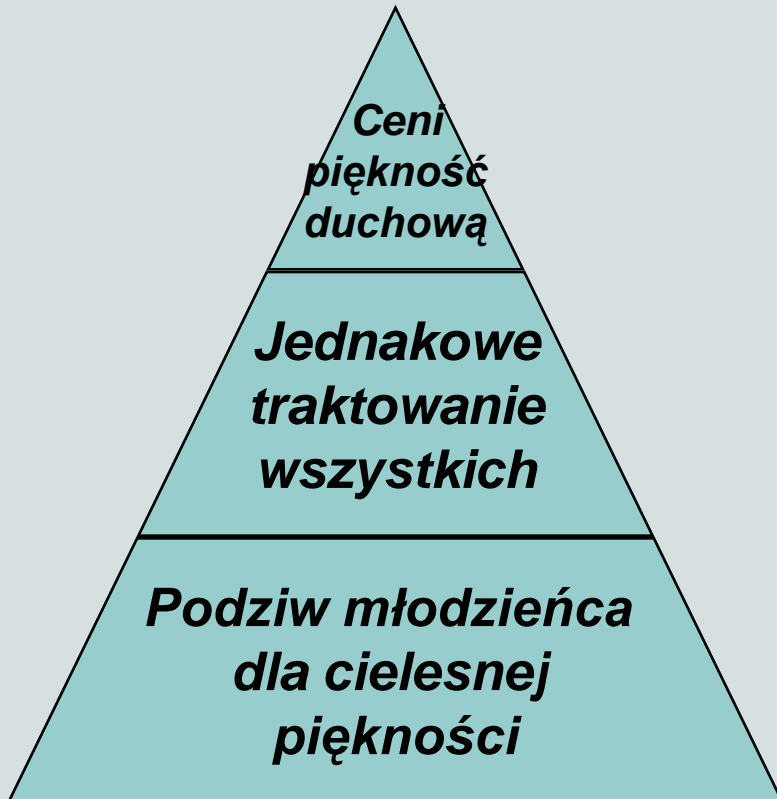 Ceni
piękność
duchową
Jednakowe
traktowanie
wszystkich
Podziw młodzieńca
dla cielesnej
piękności